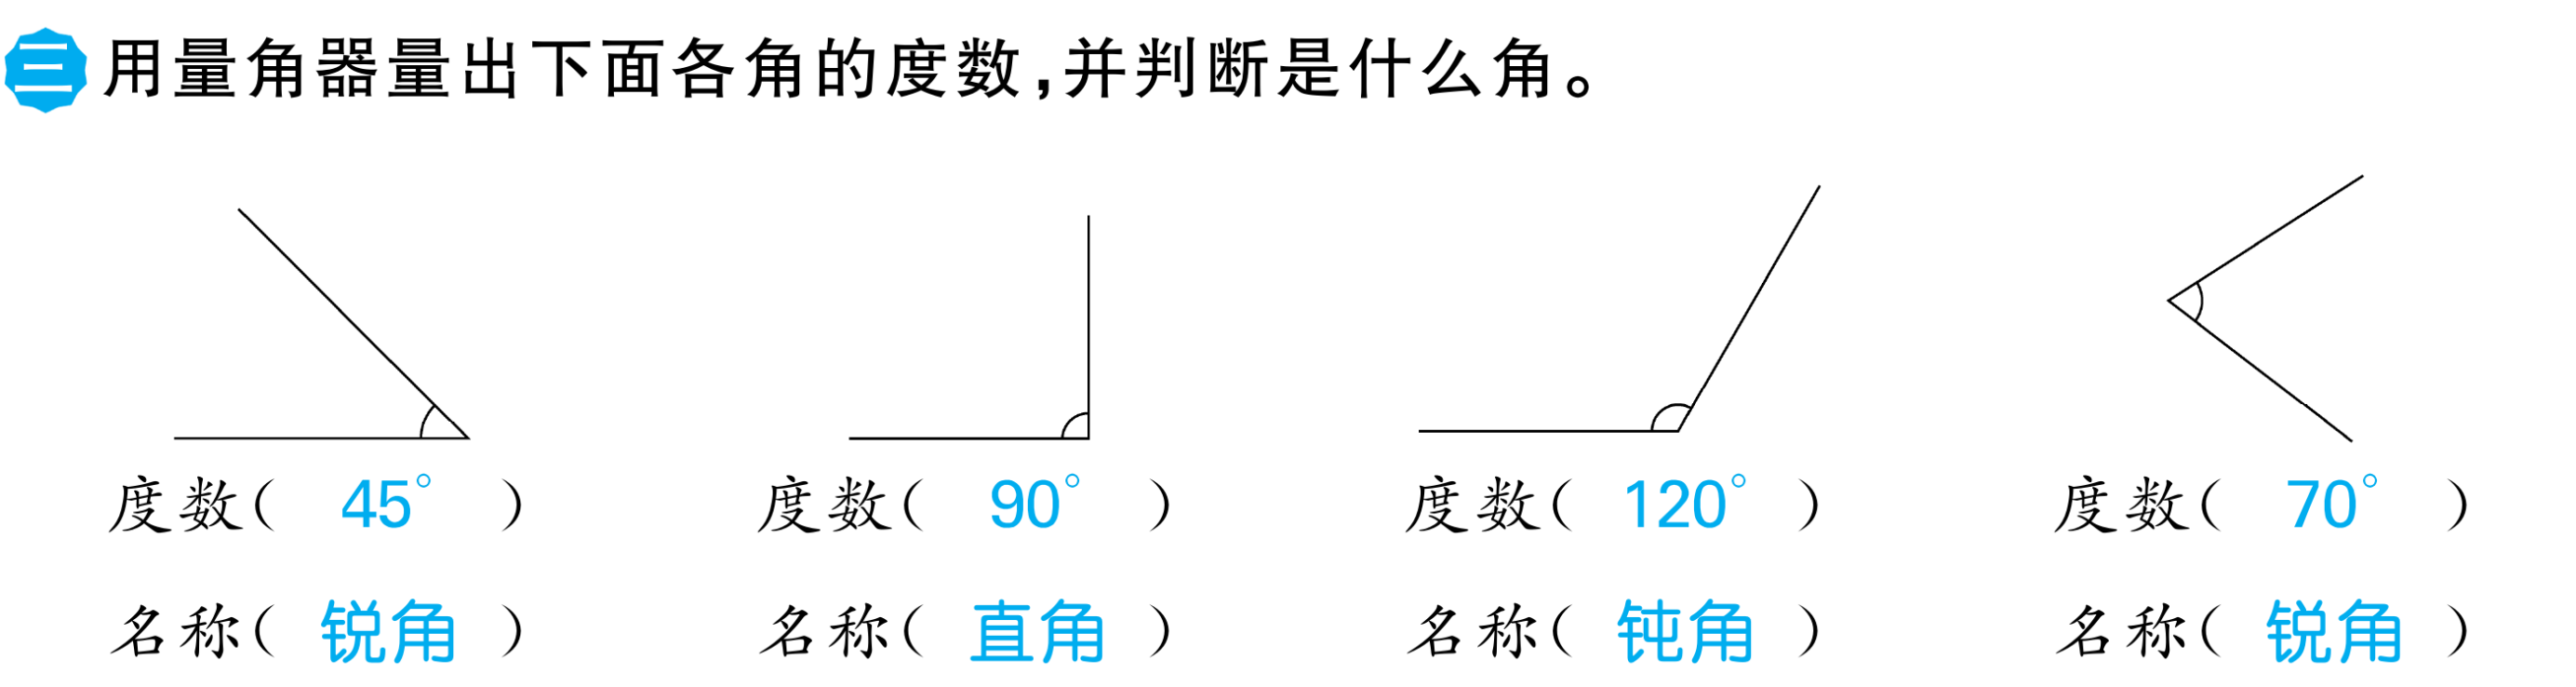 三 用量角器量出下面各角的度数,并判断是什么角。
度数( 45° ) 度数( 90° ) 度数( 120° ) 度数( 70° )
名称( 锐角 ) 名称( 直角 ) 名称( 钝角 ) 名称( 锐角 )